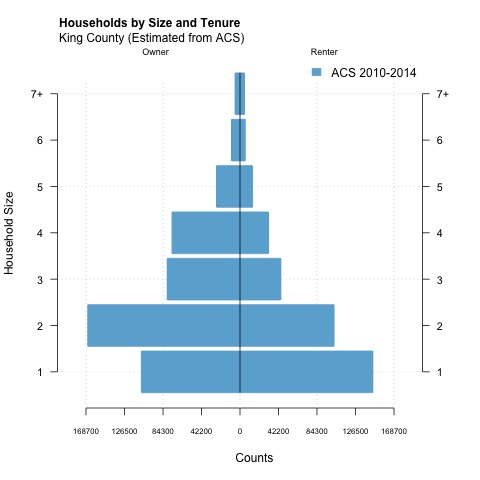 Households by Size and Tenure
King County (Estimated from ACS)
Owner Renter
ACS 2010-2014
7+ 7+
6 6
5 5
4 4
3 3
2 2
1 1
Household Size
168700 126500 84300 42200 0 42200 84300 126500 168700
Counts